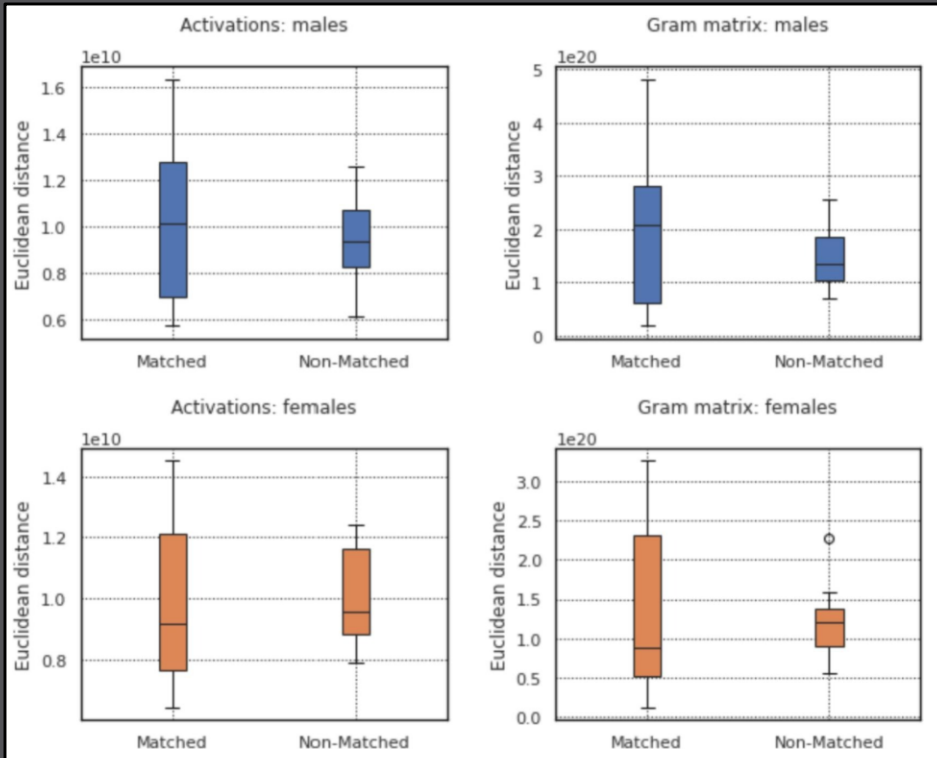 Activations: males
1e10
Euclidean distance
1.6
1.4
1.2
1.0
0.8
0.6
Matched Non-Matched
Gram matrix: males
1e20
Euclidean distance
5
4
3
2
1
0
Matched Non-Matched
Activations: females
1e10
Euclidean distance
1.4
1.2
1.0
0.8
Matched Non-Matched
Gram matrix: females
1e20
Euclidean distance
3.0
2.5
2.0
1.5
1.0
0.5
0.0
Matched Non-Matched